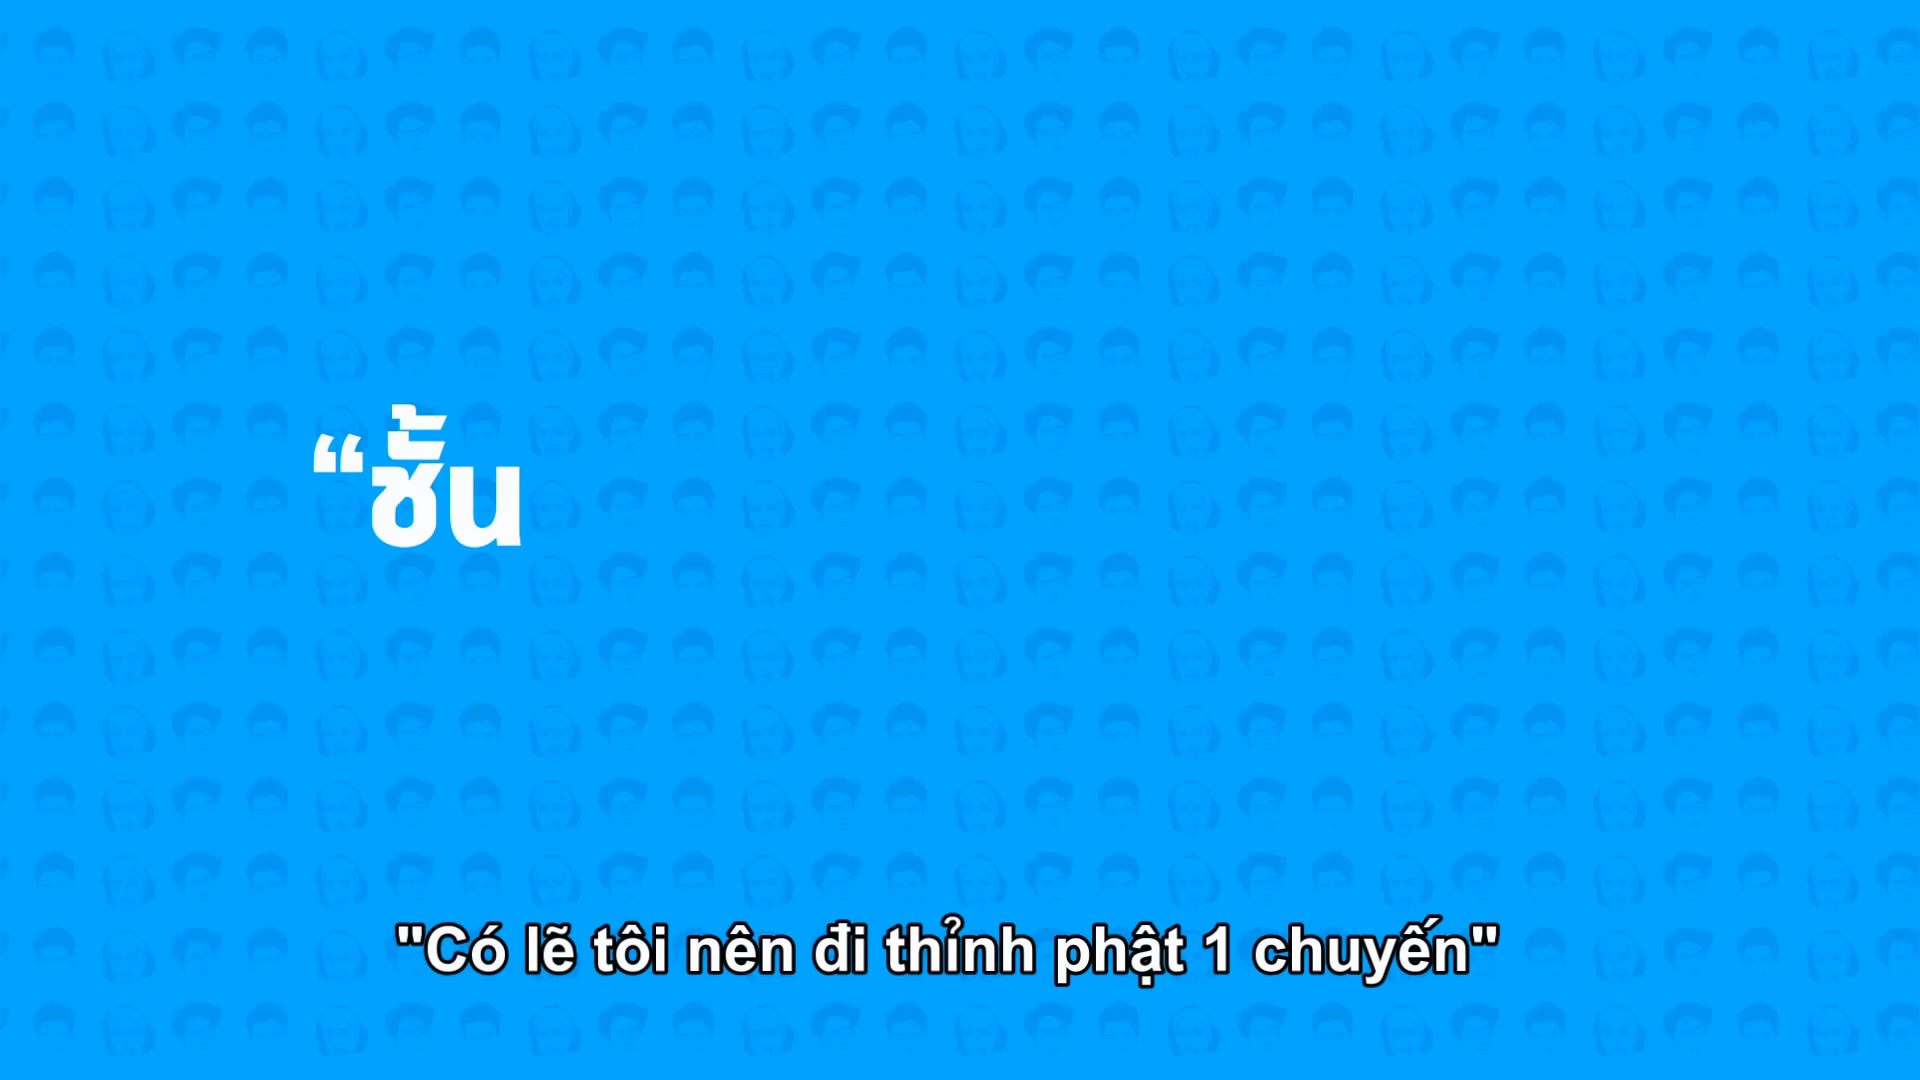 “ชั้น
"Có lẽ tôi nên đi thỉnh phật 1 chuyến"